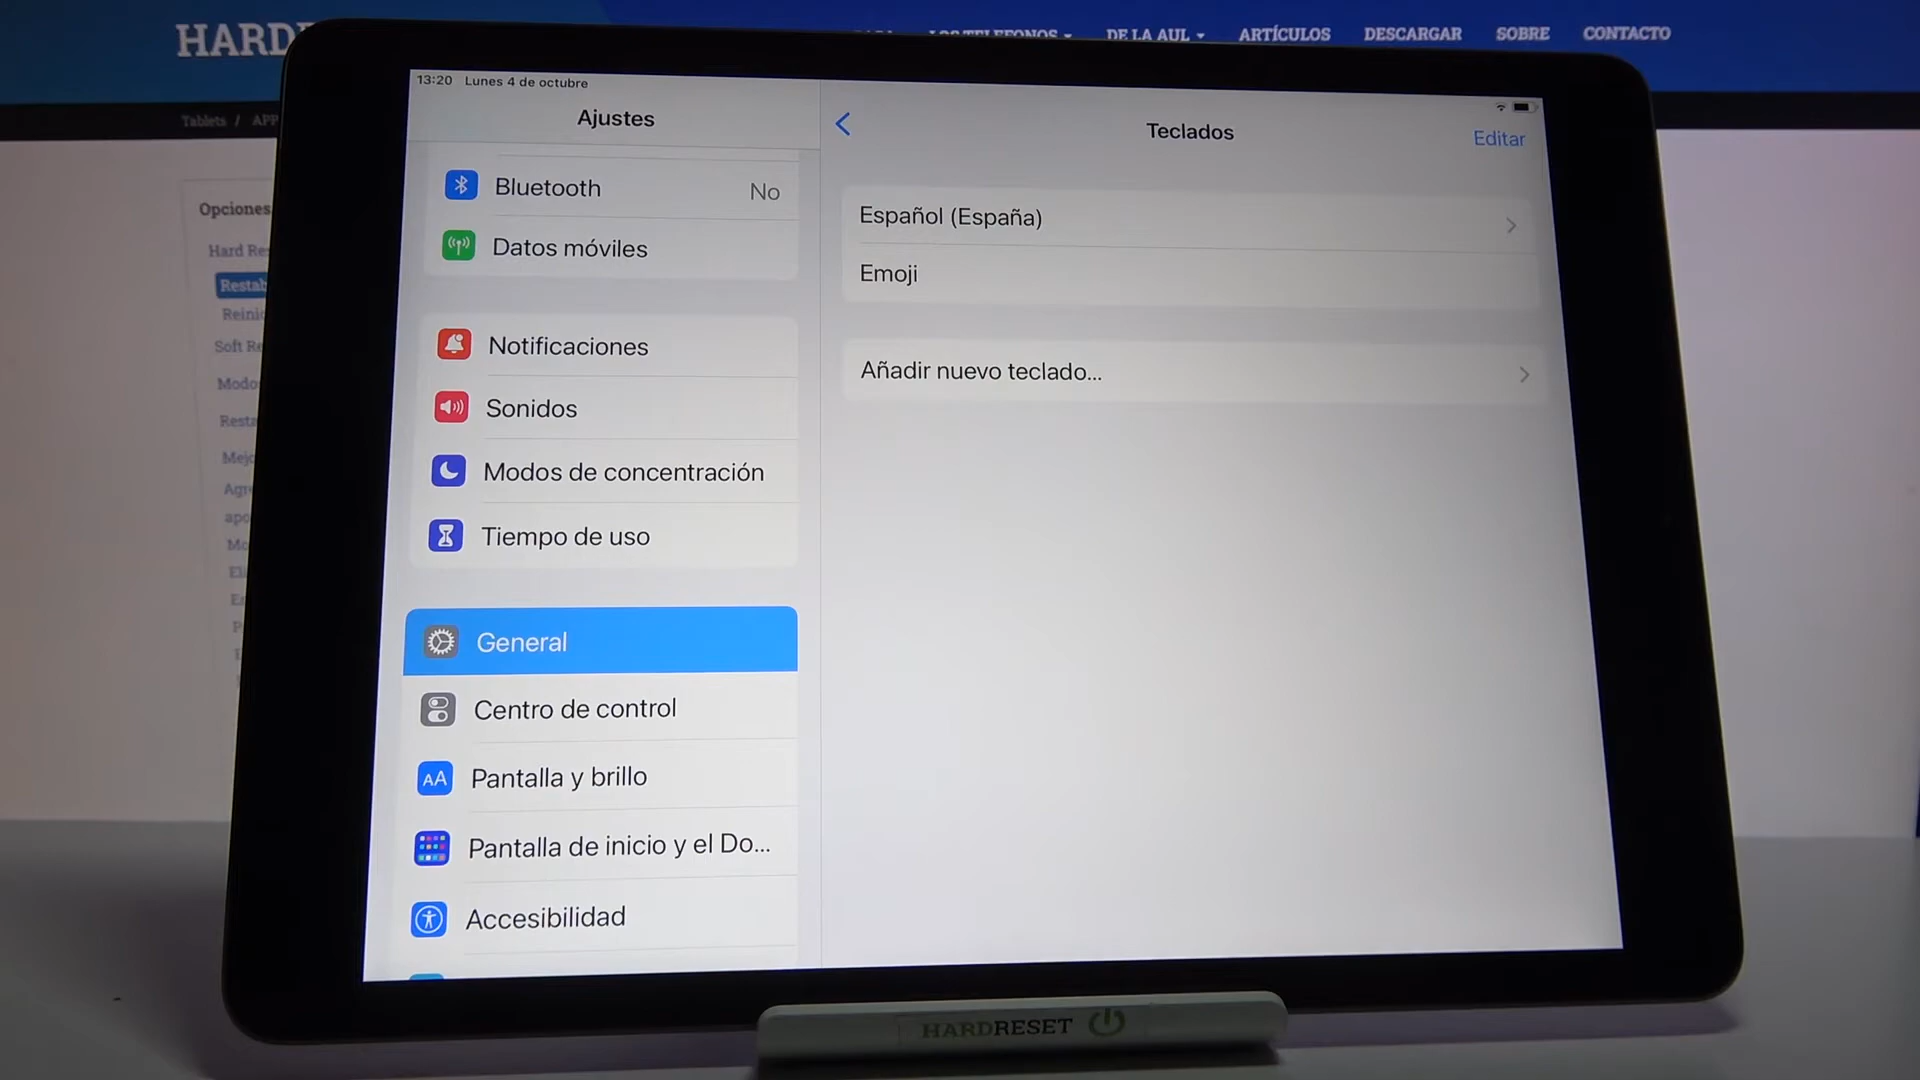 ARTÍCULOS
DESCARGAR
SOBRE
CONTACTO
DE LA AUL
Tablets /
Opciones
13:20 Lunes 4 de octubre
Ajustes
Bluetooth No
Datos móviles
Notificaciones
Sonidos
Modos de concentración
Tiempo de uso
General
Centro de control
Pantalla y brillo
Pantalla de inicio y el Do...
Accesibilidad
Teclados
Editar
Español (España)
Emoji
Añadir nuevo teclado...
HARDRESET